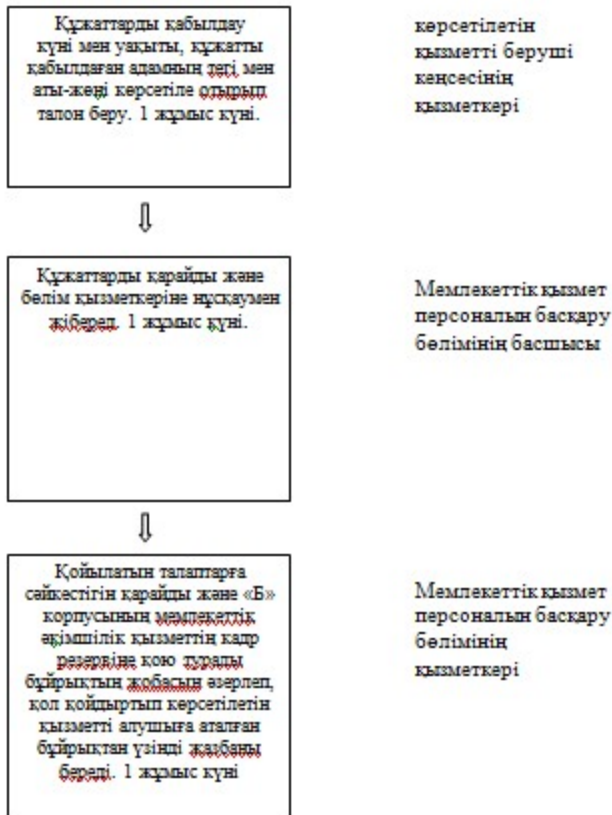 Құжаттарды қабылдау
күні мен уақыты, құжатты
қабылдаған адамның тегі мен
аты-жөні көрсетіле отырып
талон беру. 1 жұмыс күні.
көрсетілетін
қызметті беруші
кеңсесінің
қызметкері
Құжаттарды қарайды және
бөлім қызметкеріне нұсқаумен
жіберед. 1 жұмыс күні.
Мемлекеттік қызмет
персоналын басқару
бөлімінің басшысы
Қойылатын талаптарға
сәйкестігін қарайды және «Б»
корпусының мемлекеттік
әкімшілік қызметтің кадр
резервіне қою туралы
бұйрықтың жобасын әзерлеп,
қол қойдыртып көрсетілетін
қызметті алушыға аталған
бұйрықтан үзінді жазбаны
береді. 1 жұмыс күні
Мемлекеттік қызмет
персоналын басқару
бөлімінің
қызметкері